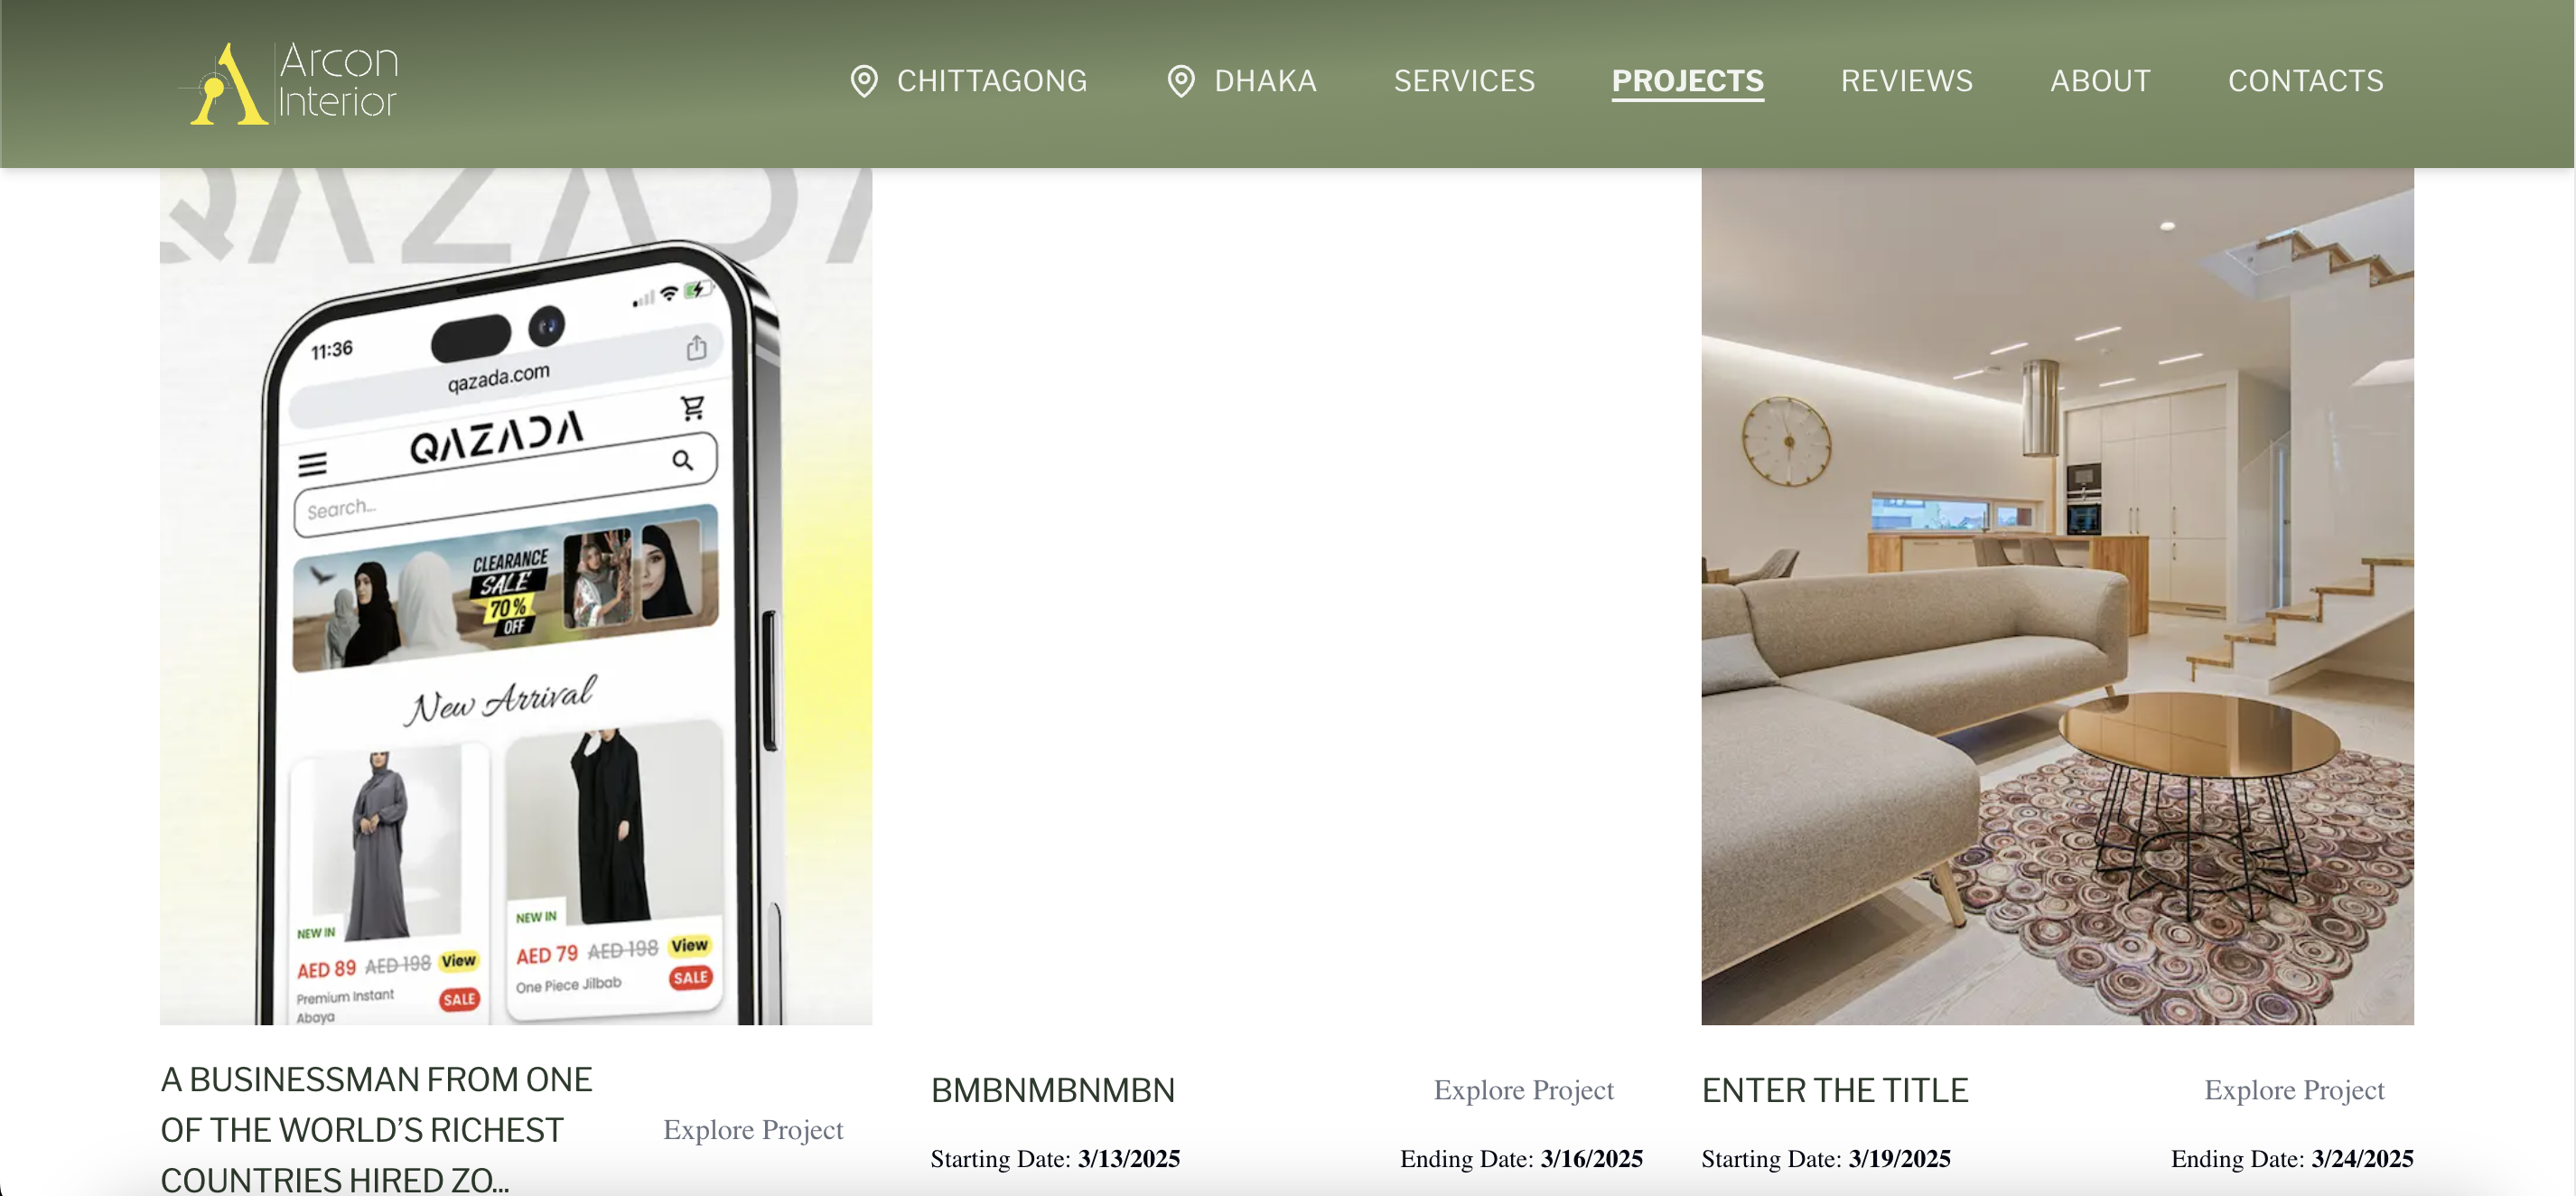 Arcon
Interior
CHITTAGONG DHAKA SERVICES PROJECTS REVIEWS ABOUT CONTACTS
QAZADA
11:36
qazada.com
QAZADA
Search...
CLEARANCE
SALE
70%
OFF
New Arrival
NEW IN
AED 89 AED 198 View
Premium Instant
Abaya
SALE
NEW IN
AED 79 AED 198 View
One Piece Jilbab
SALE
A BUSINESSMAN FROM ONE
OF THE WORLD’S RICHEST
COUNTRIES HIRED ZO...
Explore Project
BMBNMBNMBN
Explore Project
Starting Date: 3/13/2025
Ending Date: 3/16/2025
ENTER THE TITLE
Explore Project
Starting Date: 3/19/2025
Ending Date: 3/24/2025